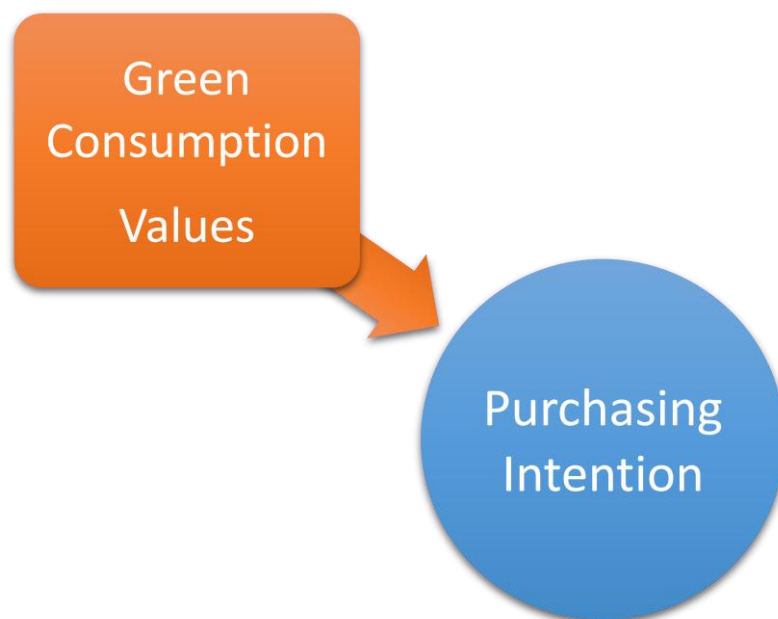 Green
Consumption
Values
Purchasing
Intention